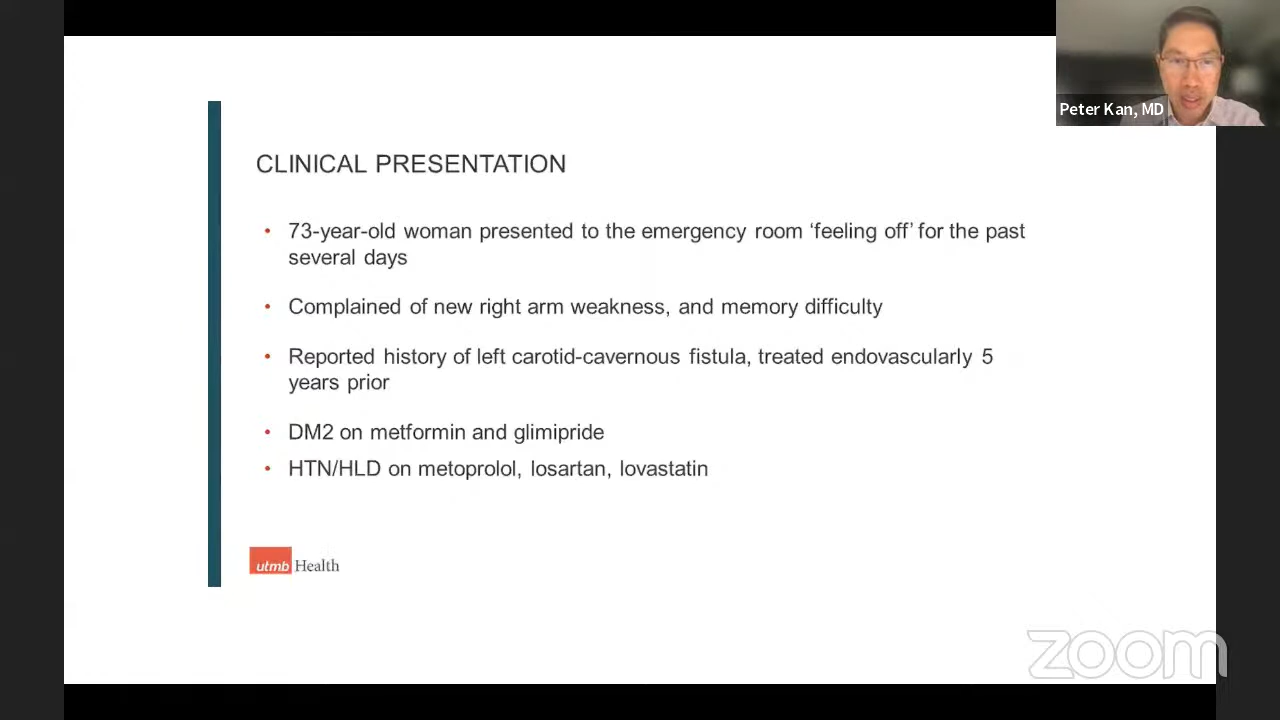 Peter Kan, MD
CLINICAL PRESENTATION
• 73-year-old woman presented to the emergency room ‘feeling off’ for the past
several days
• Complained of new right arm weakness, and memory difficulty
• Reported history of left carotid-cavernous fistula, treated endovascularly 5
years prior
• DM2 on metformin and glimipride
• HTN/HLD on metoprolol, losartan, lovastatin
utmb Health
zoom